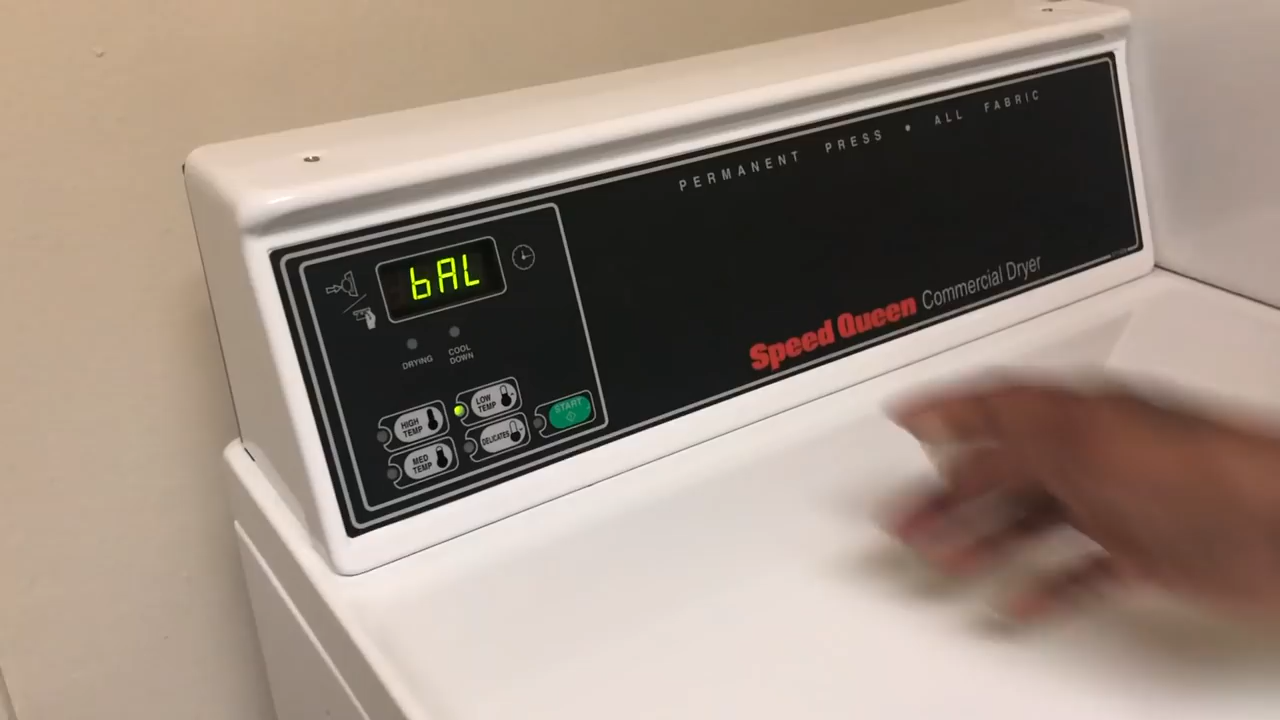 PERMANENT PRESS • ALL FABRIC
bAL
DRYING
COOL DOWN
HIGH TEMP
LOW TEMP
MED TEMP
DELICATES
START
Speed Queen Commercial Dryer